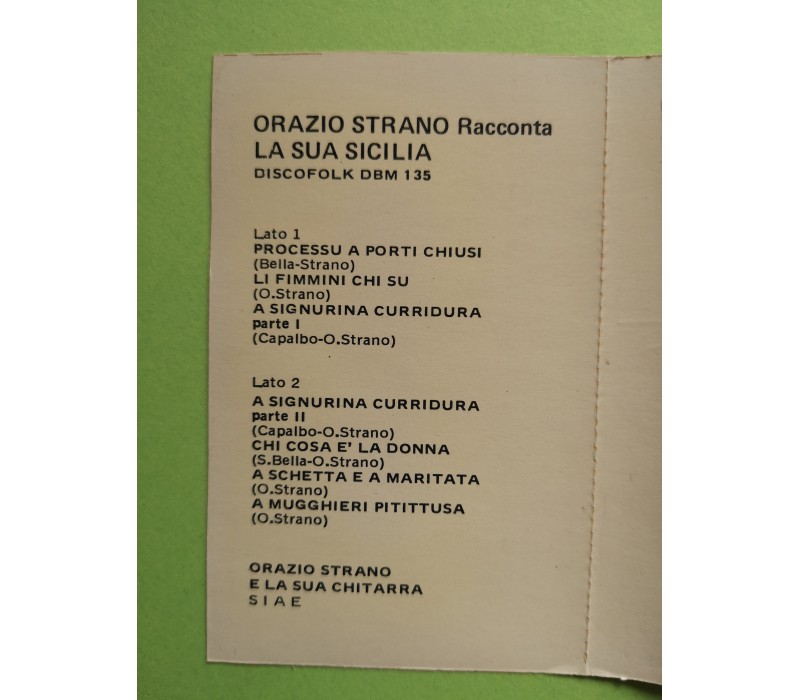 ORAZIO STRANO Racconta
LA SUA SICILIA
DISCOFOLK DBM 135
Lato 1
PROCESSU A PORTI CHIUSI
(Bella-Strano)
LI FIMMINI CHI SU
(O.Strano)
A SIGNURINA CURRIDURA
parte I
(Capalbo-O.Strano)
Lato 2
A SIGNURINA CURRIDURA
parte II
(Capalbo-O.Strano)
CHI COSA E' LA DONNA
(S.Bella-O.Strano)
A SCHETTA E A MARITATA
(O.Strano)
A MUGGHIERI PITITTUSA
(O.Strano)
ORAZIO STRANO
E LA SUA CHITARRA
S I A E